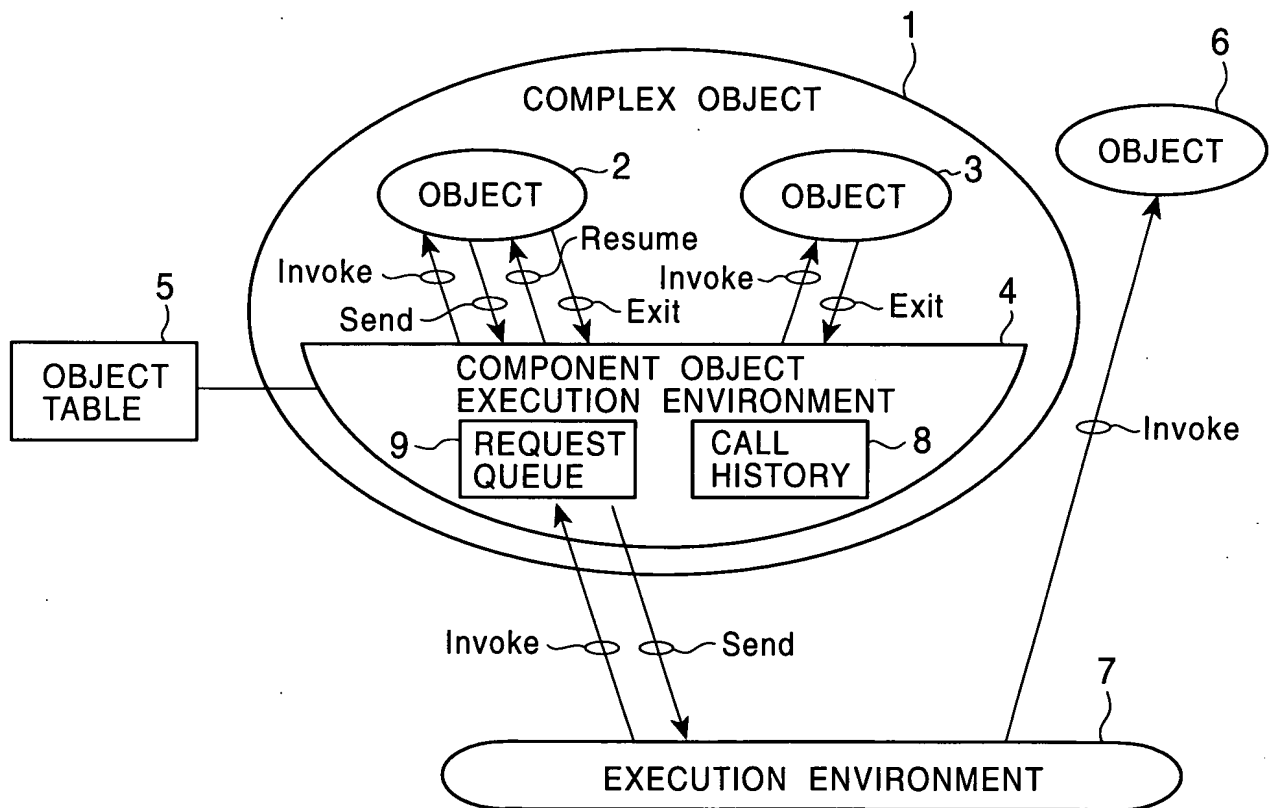 1
6
COMPLEX OBJECT
OBJECT
2
OBJECT
3
OBJECT
Resume
Invoke
Invoke
5
Send
Exit
Exit
4
OBJECT
TABLE
COMPONENT OBJECT
EXECUTION ENVIRONMENT
Invoke
9
REQUEST
QUEUE
CALL
HISTORY
8
Invoke
Send
7
EXECUTION ENVIRONMENT